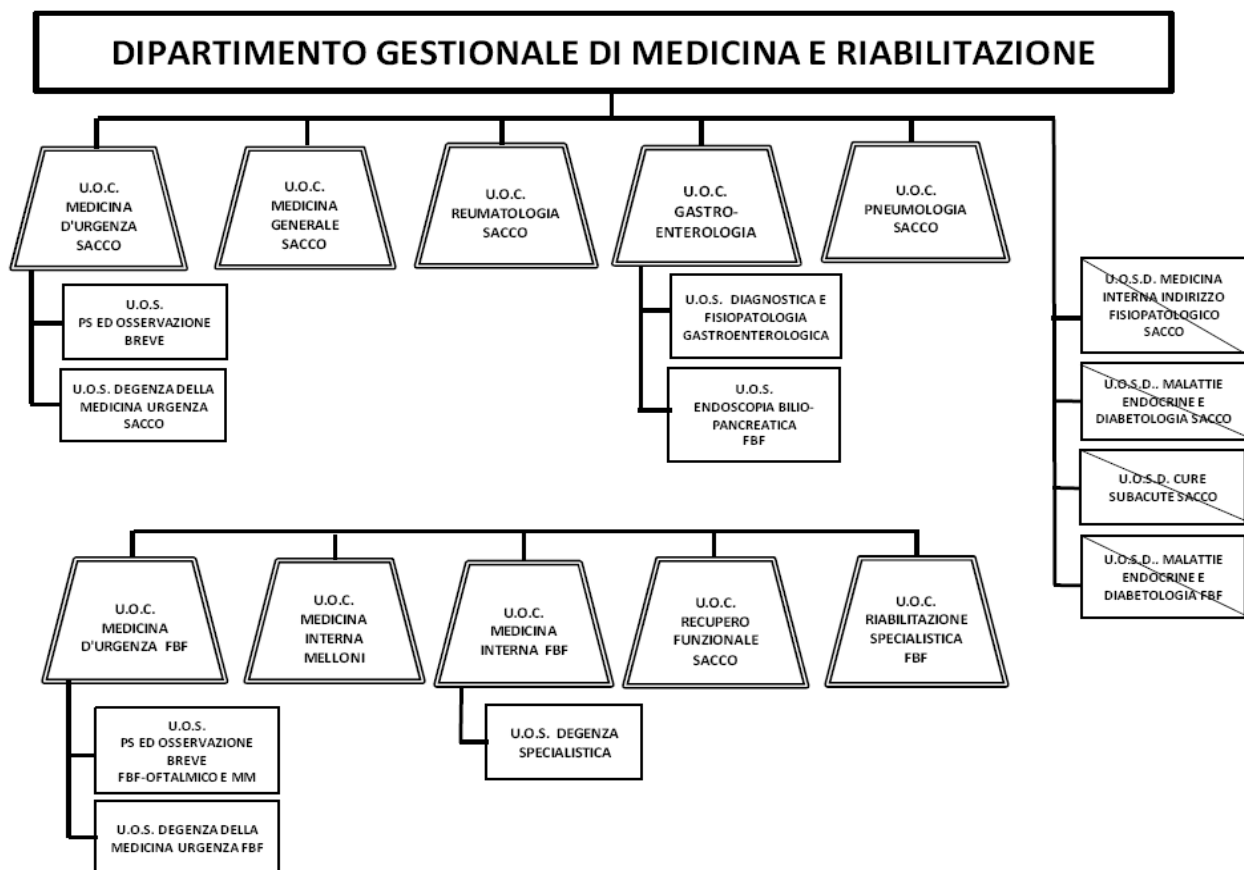 DIPARTIMENTO GESTIONALE DI MEDICINA E RIABILITAZIONE
U.O.C.
MEDICINA
D'URGENZA
SACCO
U.O.C.
MEDICINA
GENERALE
SACCO
U.O.C.
REUMATOLOGIA
SACCO
U.O.C.
GASTRO-
ENTEROLOGIA
U.O.C.
PNEUMOLOGIA
SACCO
U.O.S.
PS ED OSSERVAZIONE
BREVE
U.O.S. DEGENZA DELLA
MEDICINA URGENZA
SACCO
U.O.S. DIAGNOSTICA E
FISIOPATOLOGIA
GASTROENTEROLOGICA
U.O.S.
ENDOSCOPIA BILIO-
PANCREATICA
FBF
U.O.S.D. MEDICINA
INTERNA INDIRIZZO
FISIOPATOLOGICO
SACCO
U.O.S.D.. MALATTIE
ENDOCRINE E
DIABETOLOGIA SACCO
U.O.S.D. CURE
SUBACUTE SACCO
U.O.S.D.. MALATTIE
ENDOCRINE E
DIABETOLOGIA FBF
U.O.C.
MEDICINA
D'URGENZA FBF
U.O.C.
MEDICINA
INTERNA
MELLONI
U.O.C.
MEDICINA
INTERNA FBF
U.O.C.
RECUPERO
FUNZIONALE
SACCO
U.O.C.
RIABILITAZIONE
SPECIALISTICA
FBF
U.O.S.
PS ED OSSERVAZIONE
BREVE
FBF-OFTALMICO E MM
U.O.S. DEGENZA DELLA
MEDICINA URGENZA FBF
U.O.S. DEGENZA
SPECIALISTICA